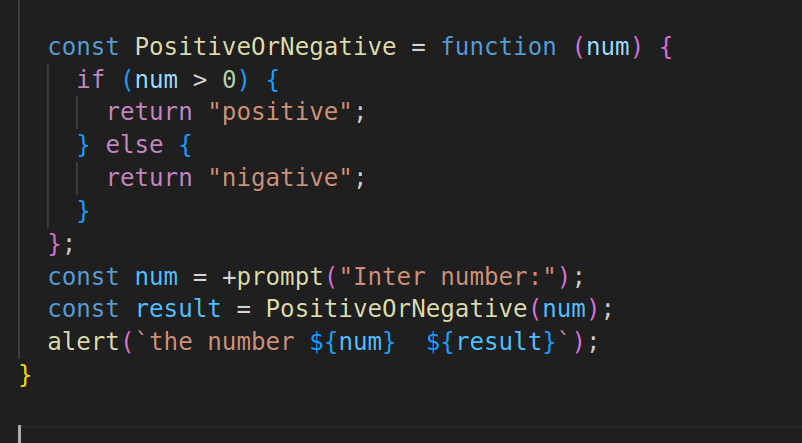 const PositiveOrNegative = function (num) {
if (num > 0) {
return "positive";
} else {
return "nigative";
}
};
const num = +prompt("Inter number:");
const result = PositiveOrNegative(num);
alert(`the number ${num}  ${result}`);
}